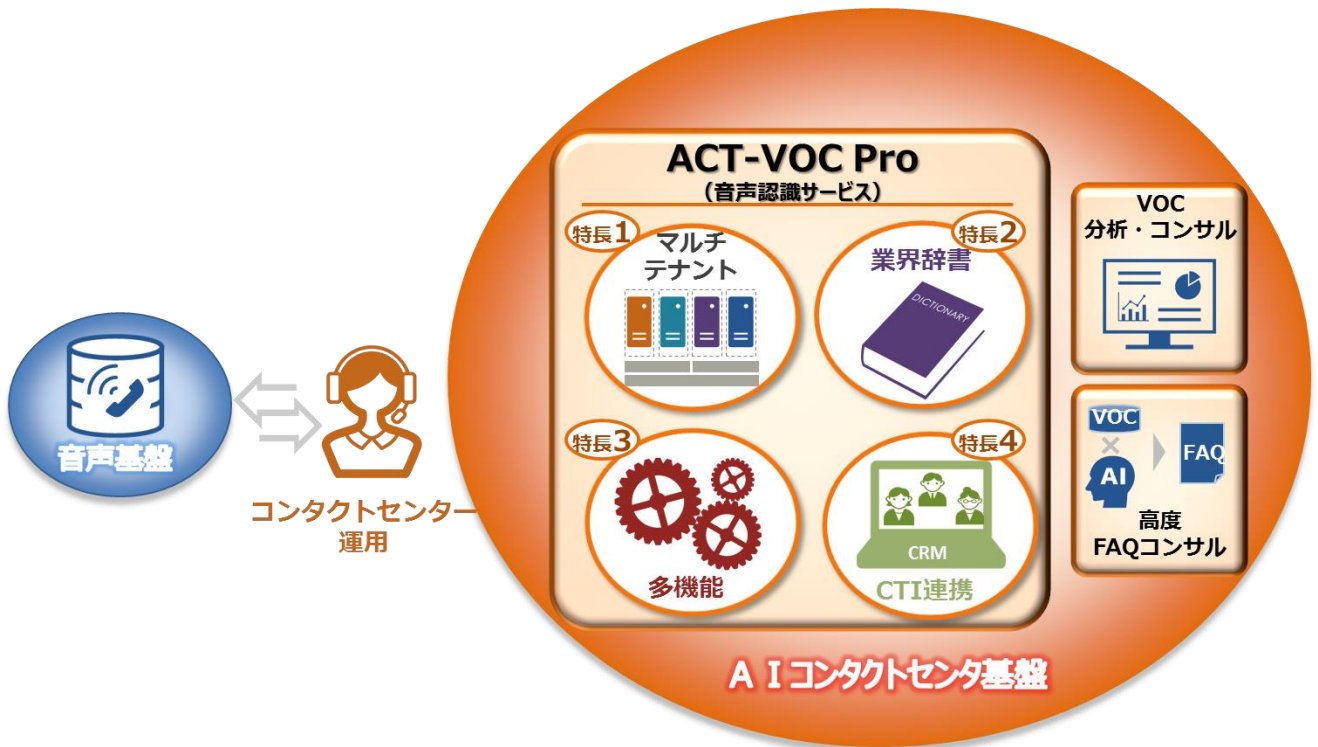 ACT-VOC Pro
（音声認識サービス）
特長1
マルチ
テナント
特長2
業界辞書
DICTIONARY
特長3
多機能
特長4
CRM
CTI連携
VOC
分析・コンサル
VOC
×
AI
FAQ
高度
FAQコンサル
音声基盤
コンタクトセンター
運用
ＡＩコンタクトセンタ基盤